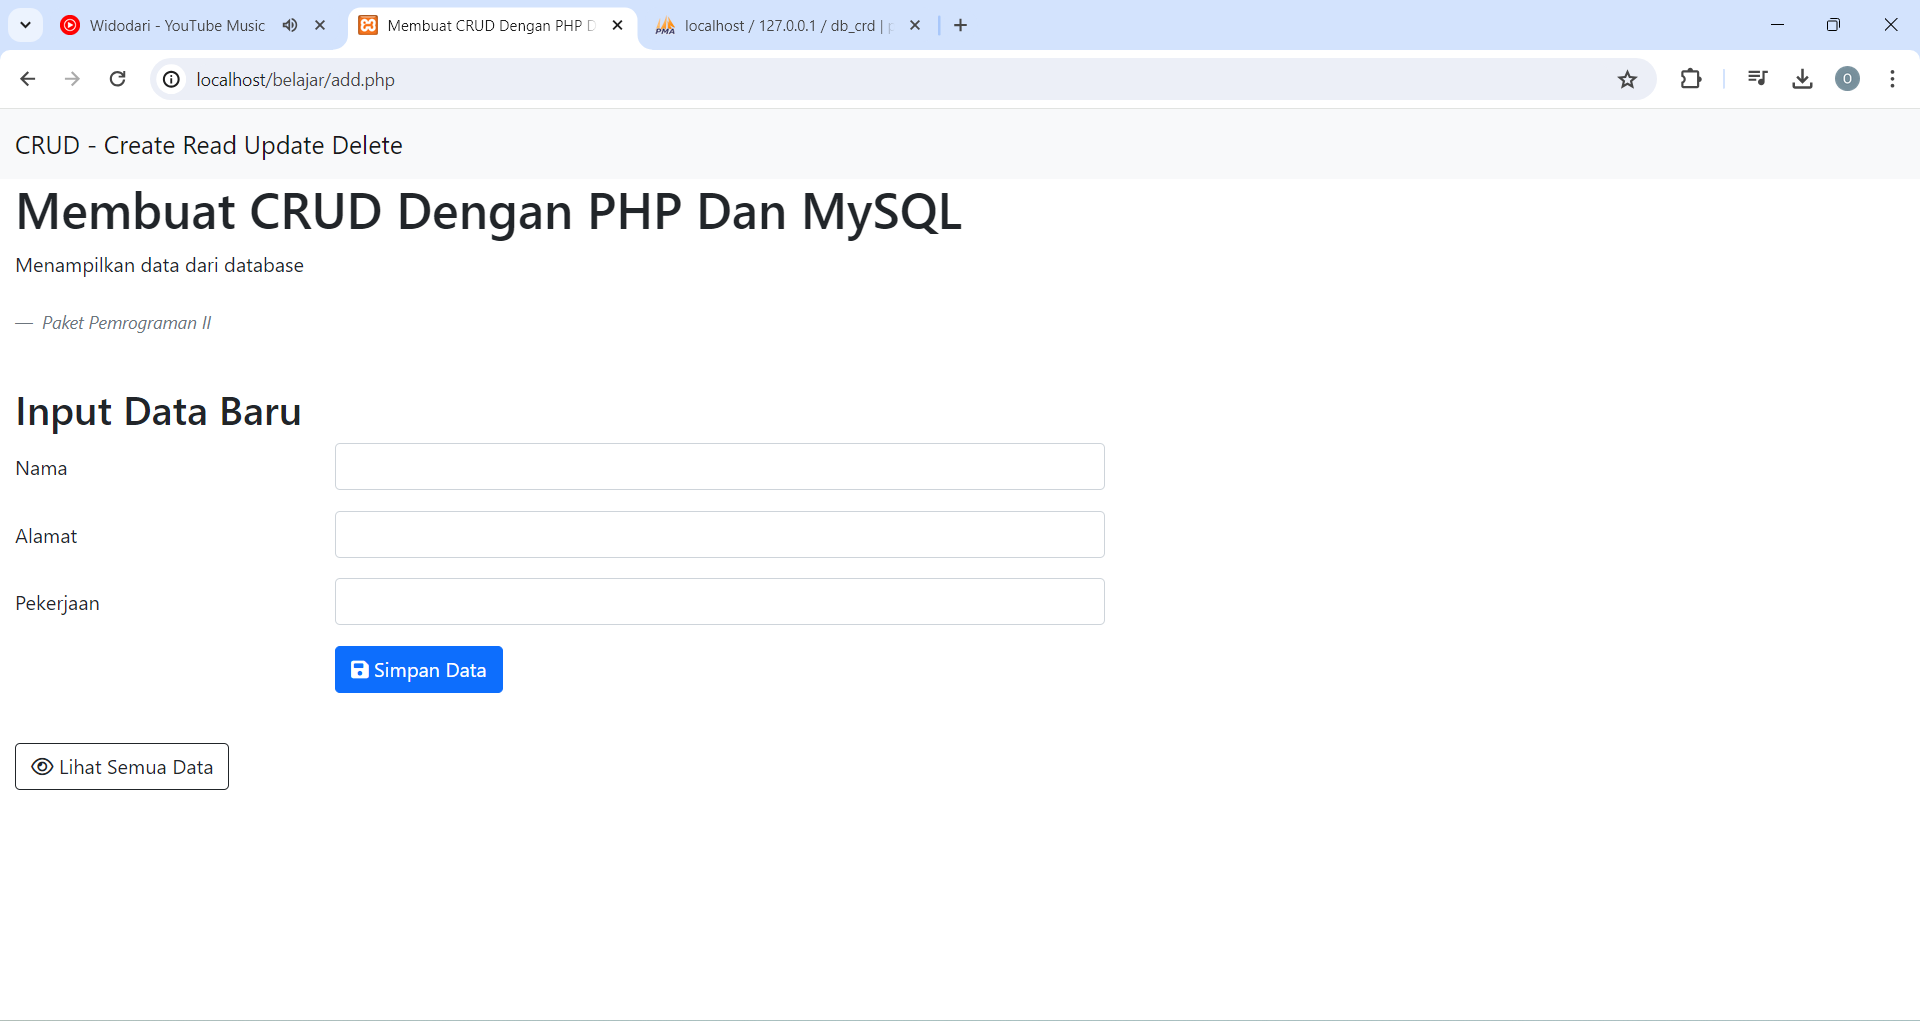 Widodari - YouTube Music
Membuat CRUD Dengan PHP D
localhost / 127.0.0.1 / db_crd |
localhost/belajar/add.php
O
CRUD - Create Read Update Delete
Membuat CRUD Dengan PHP Dan MySQL
Menampilkan data dari database
— Paket Pemrograman II
Input Data Baru
Nama
Alamat
Pekerjaan
Simpan Data
Lihat Semua Data